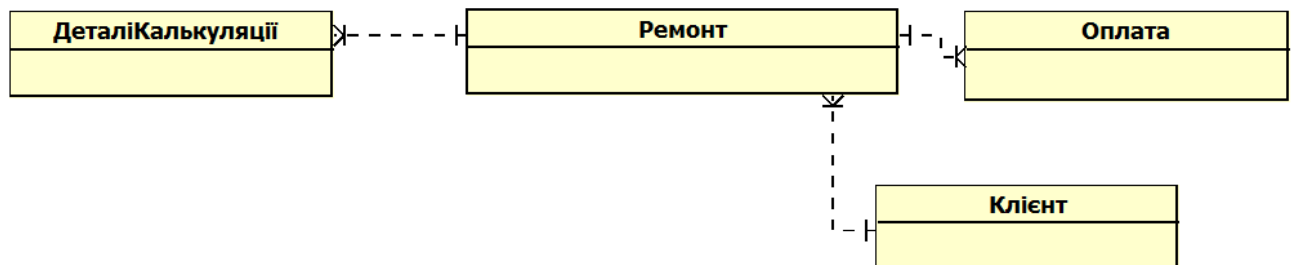 ДеталіКалькуляції
Ремонт
Оплата
Клієнт